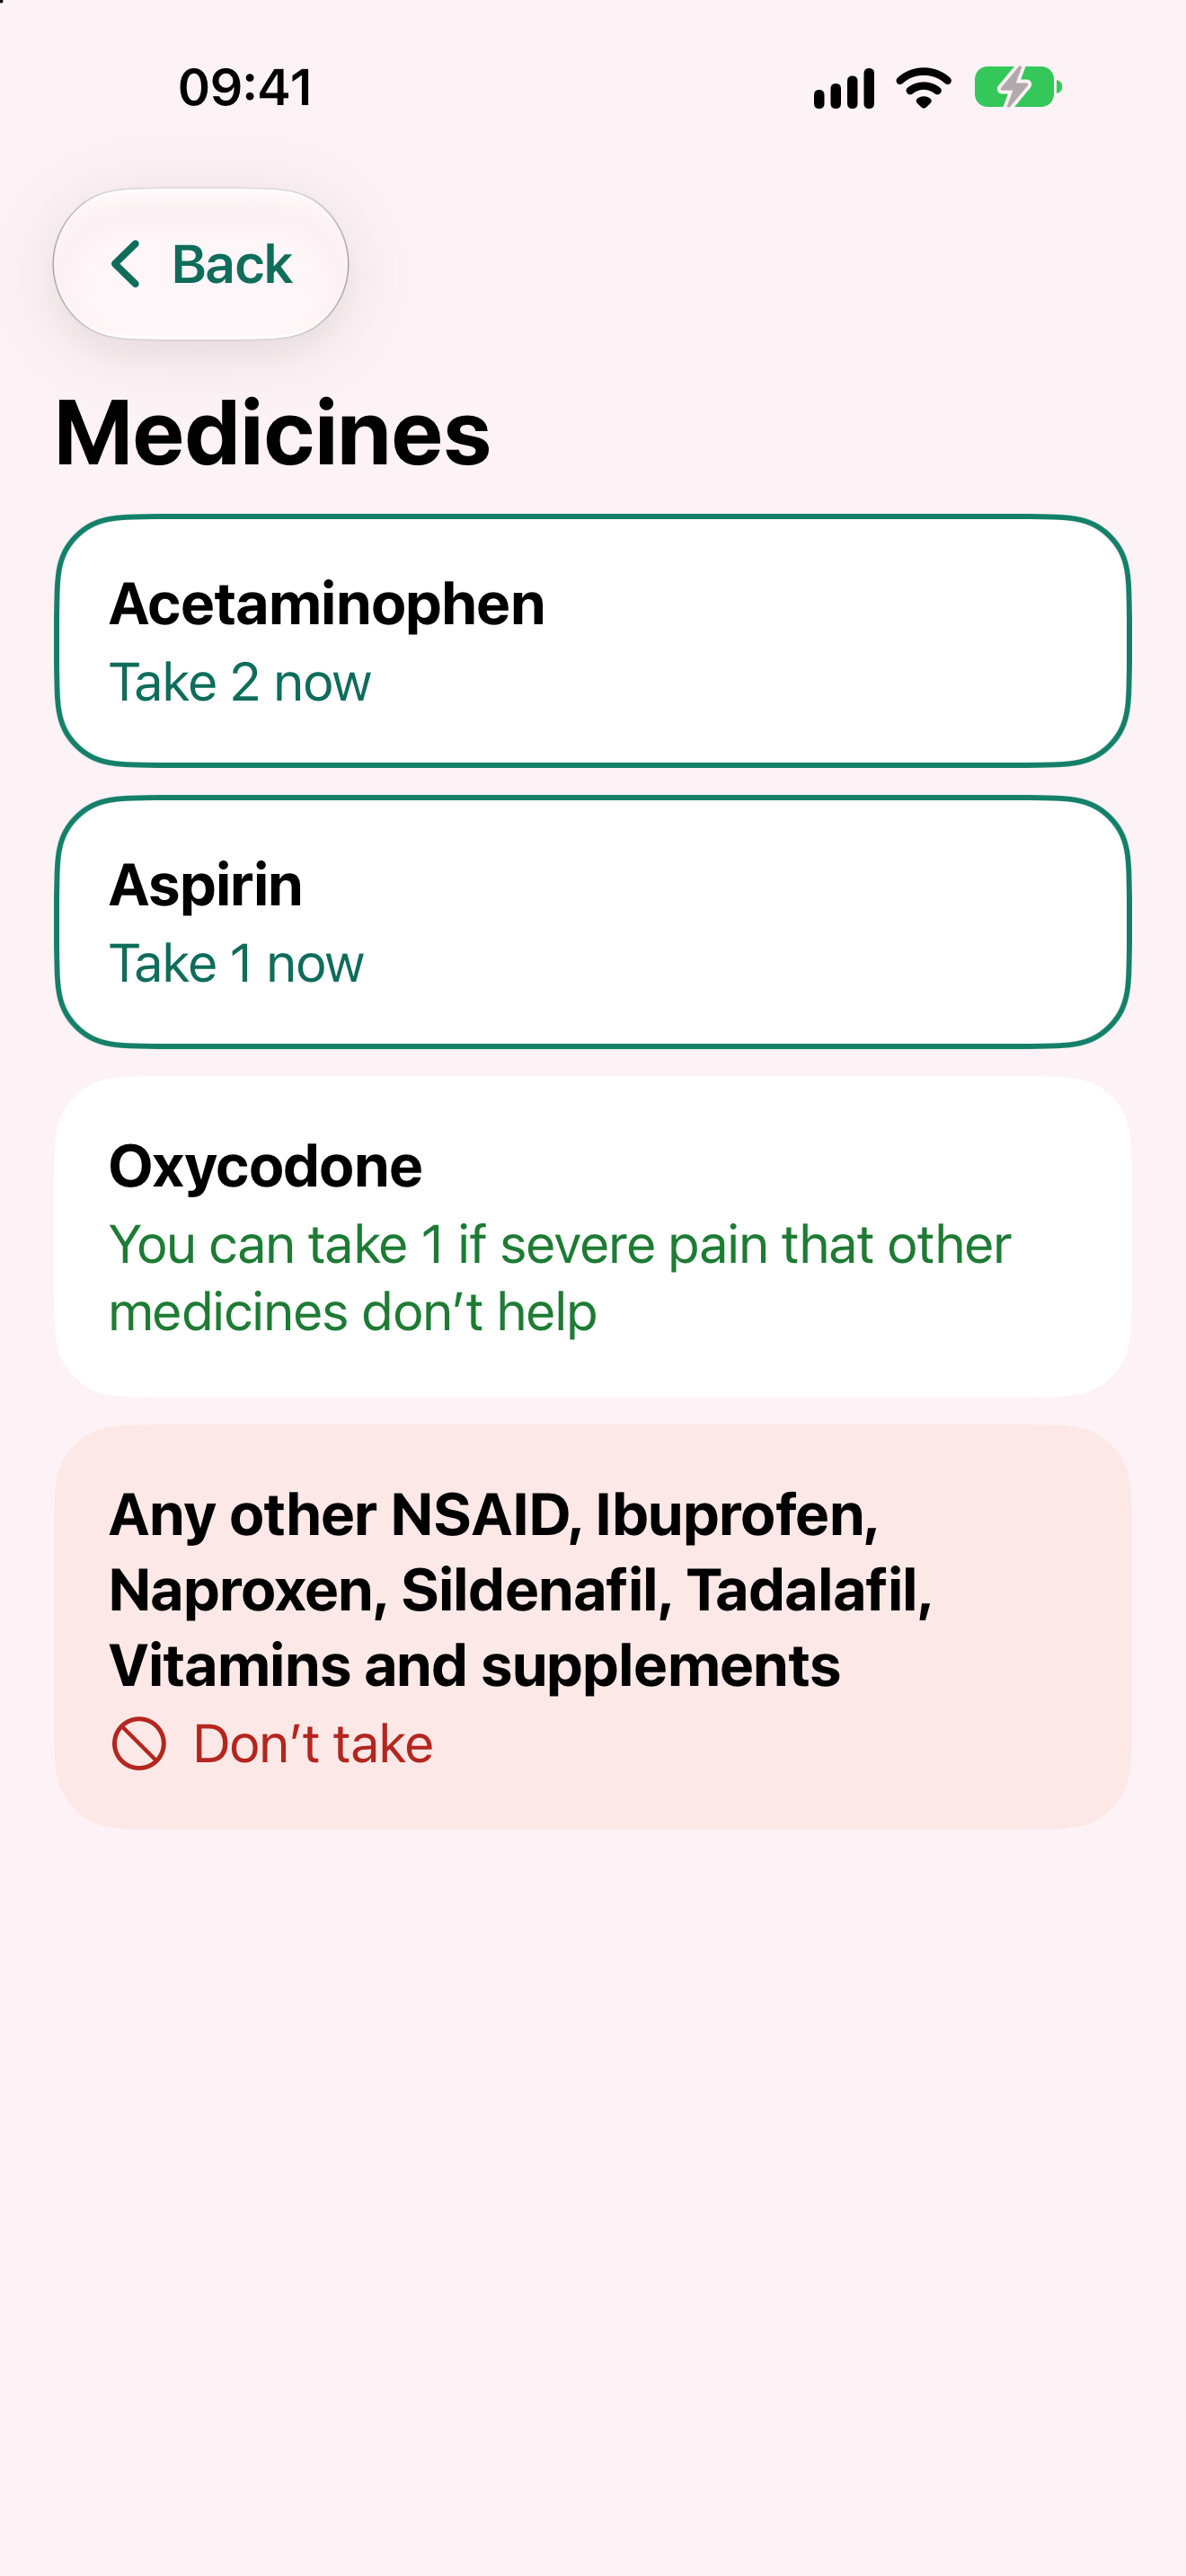 09:41
Back
Medicines
Acetaminophen
Take 2 now
Aspirin
Take 1 now
Oxycodone
You can take 1 if severe pain that other
medicines don’t help
Any other NSAID, Ibuprofen,
Naproxen, Sildenafil, Tadalafil,
Vitamins and supplements
Don’t take